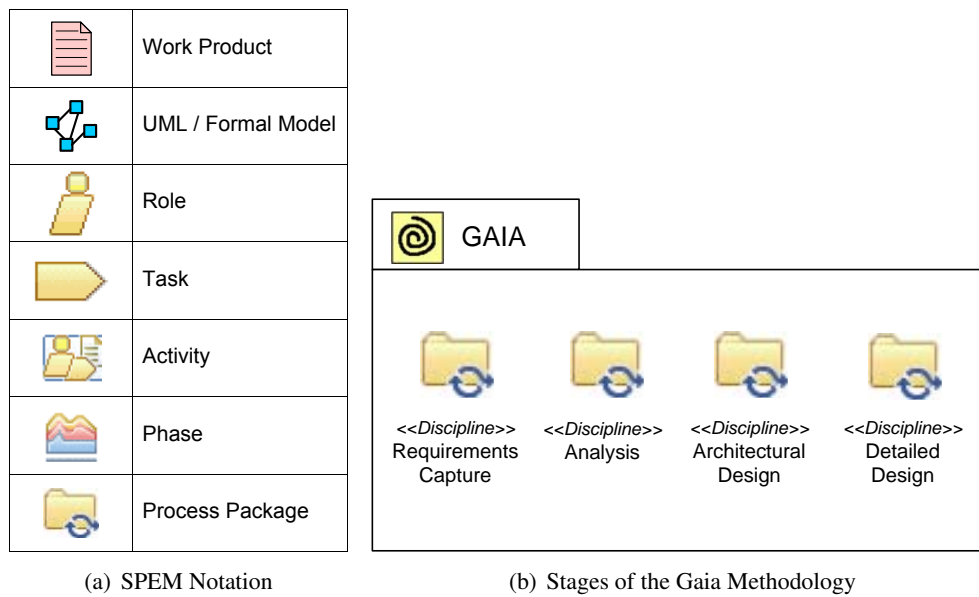 Work Product
UML / Formal Model
Role
Task
Activity
Phase
Process Package
(a) SPEM Notation
GAIA
<<Discipline>>
Requirements
Capture
<<Discipline>>
Analysis
<<Discipline>>
Architectural
Design
<<Discipline>>
Detailed
Design
(b) Stages of the Gaia Methodology